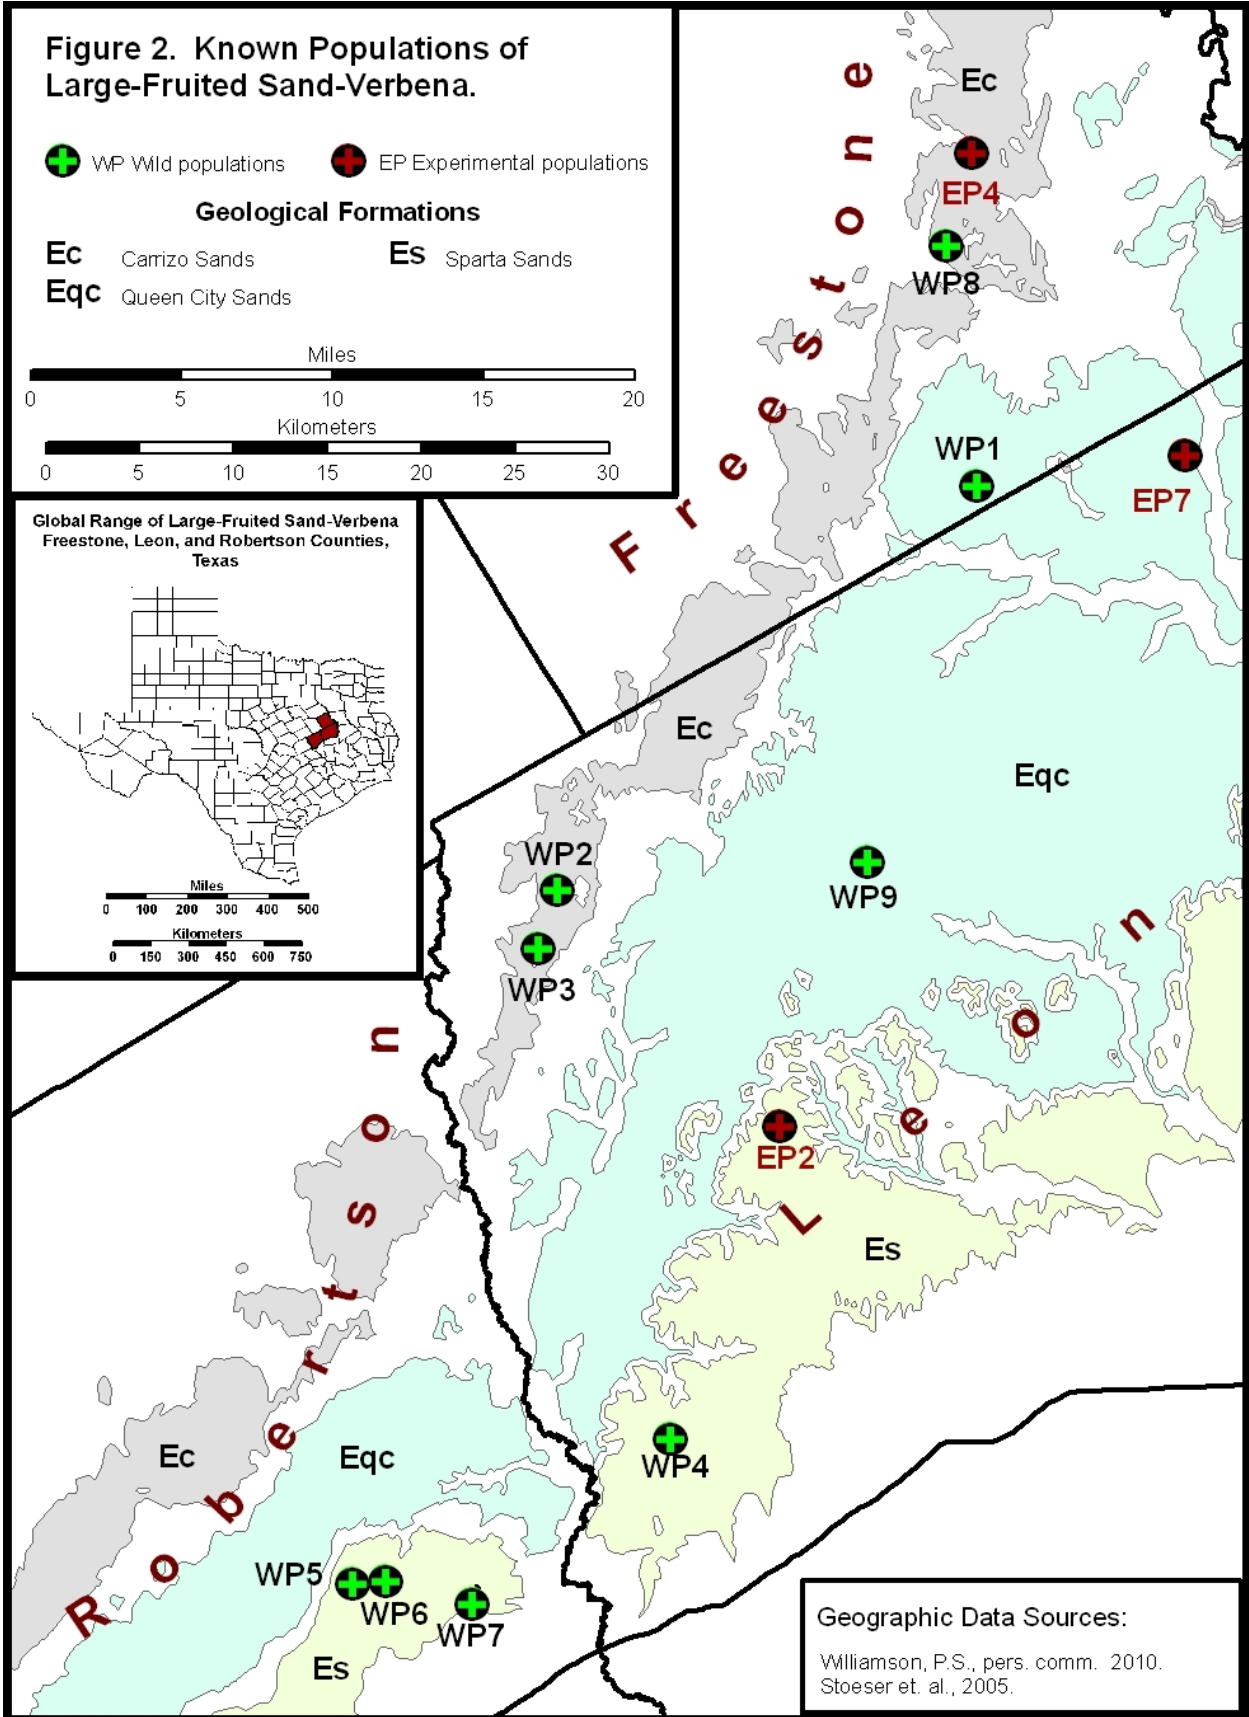 Figure 2. Known Populations of
Large-Fruited Sand-Verbena.
WP Wild populations
EP Experimental populations
Geological Formations
Ec Carrizo Sands
Es Sparta Sands
Eqc Queen City Sands
Miles
0 5 10 15 20
Kilometers
0 5 10 15 20 25 30
Global Range of Large-Fruited Sand-Verbena
Freestone, Leon, and Robertson Counties,
Texas
Miles
0 100 200 300 400 500
Kilometers
0 150 300 450 600 750
Freestone
Ec
EP4
WP8
WP1
EP7
Ec
Eqc
WP2
WP9
WP3
Leon
EP2
Es
WP4
Robertson
Ec
Eqc
WP5
WP6
WP7
Es
Geographic Data Sources:
Williamson, P.S., pers. comm. 2010.
Stoeser et. al., 2005.